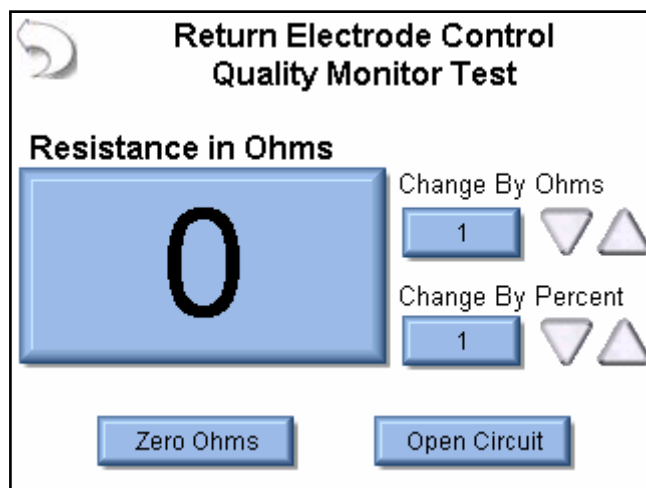 Return Electrode Control
Quality Monitor Test
Resistance in Ohms
0
Change By Ohms
1
Change By Percent
1
Zero Ohms
Open Circuit